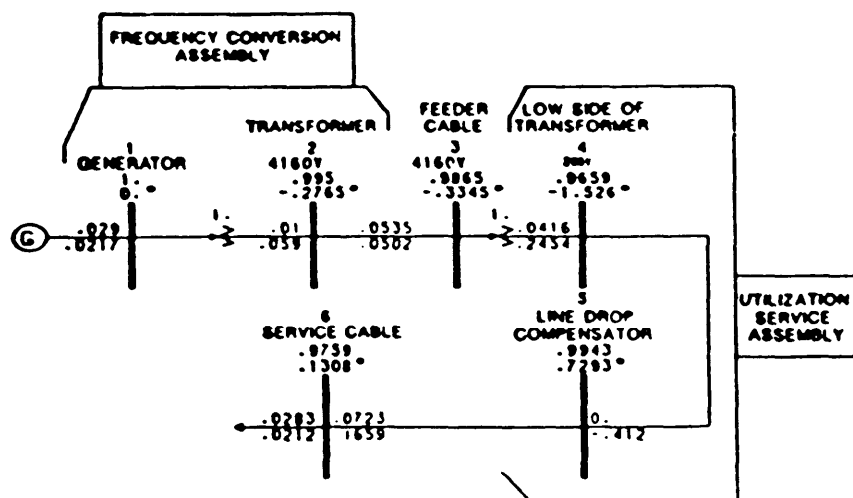 FREQUENCY CONVERSION
ASSEMBLY
1
GENERATOR
1.
0.°
TRANSFORMER
2
4160V
.995
-.2765°
FEEDER
CABLE
3
4160V
.9865
-.3345°
LOW SIDE OF
TRANSFORMER
4
.9659
-1.526°
G
.029
.0217
1.
.01
.059
.0535
.0502
1.
.0416
.2434
UTILIZATION
SERVICE
ASSEMBLY
6
SERVICE CABLE
.9739
.1308°
5
LINE DROP
COMPENSATOR
.9943
.7293°
.0283
.0212
.0723
.1659
0.
-.412